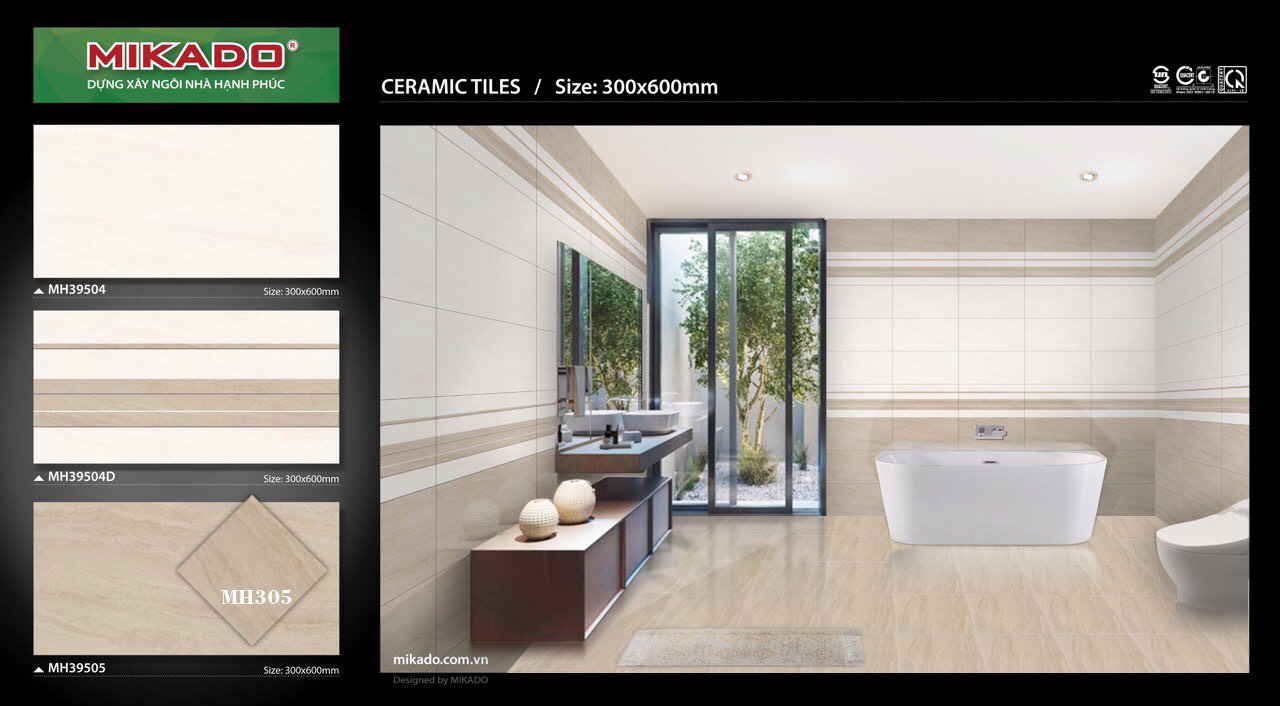 MIKADO®
DỰNG XÂY NGÔI NHÀ HẠNH PHÚC
CERAMIC TILES / Size: 300x600mm
MH39504 Size: 300x600mm
MH39504D Size: 300x600mm
MH305
MH39505 Size: 300x600mm
mikado.com.vn
Designed by MIKADO